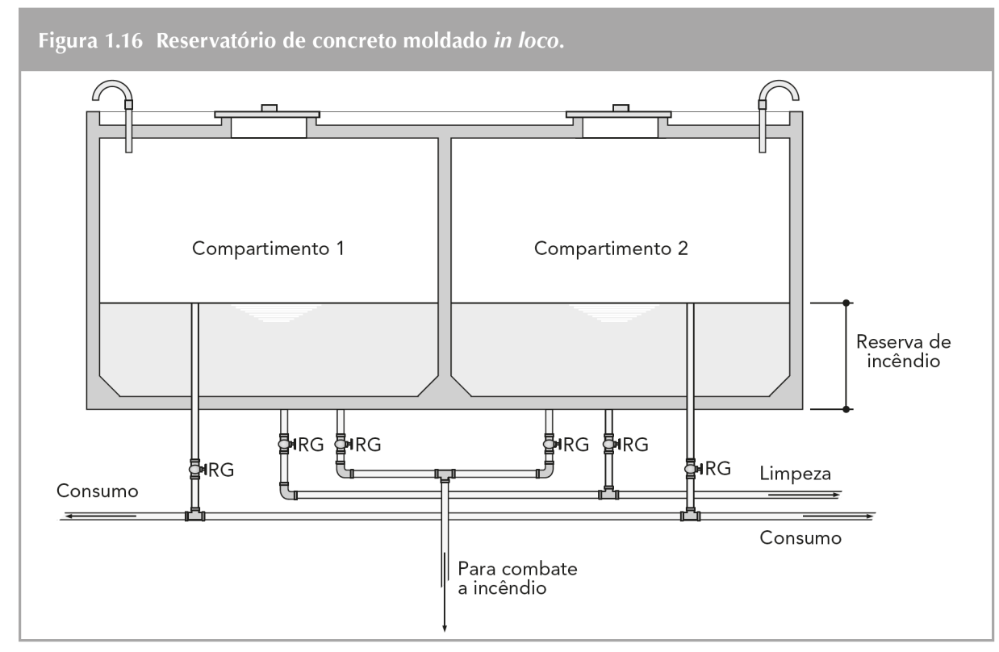 Figura 1.16 Reservatório de concreto moldado in loco.
Compartimento 1
Compartimento 2
Reserva de
incêndio
RG
RG
RG
RG
RG
RG
Limpeza
Consumo
Consumo
Para combate
a incêndio